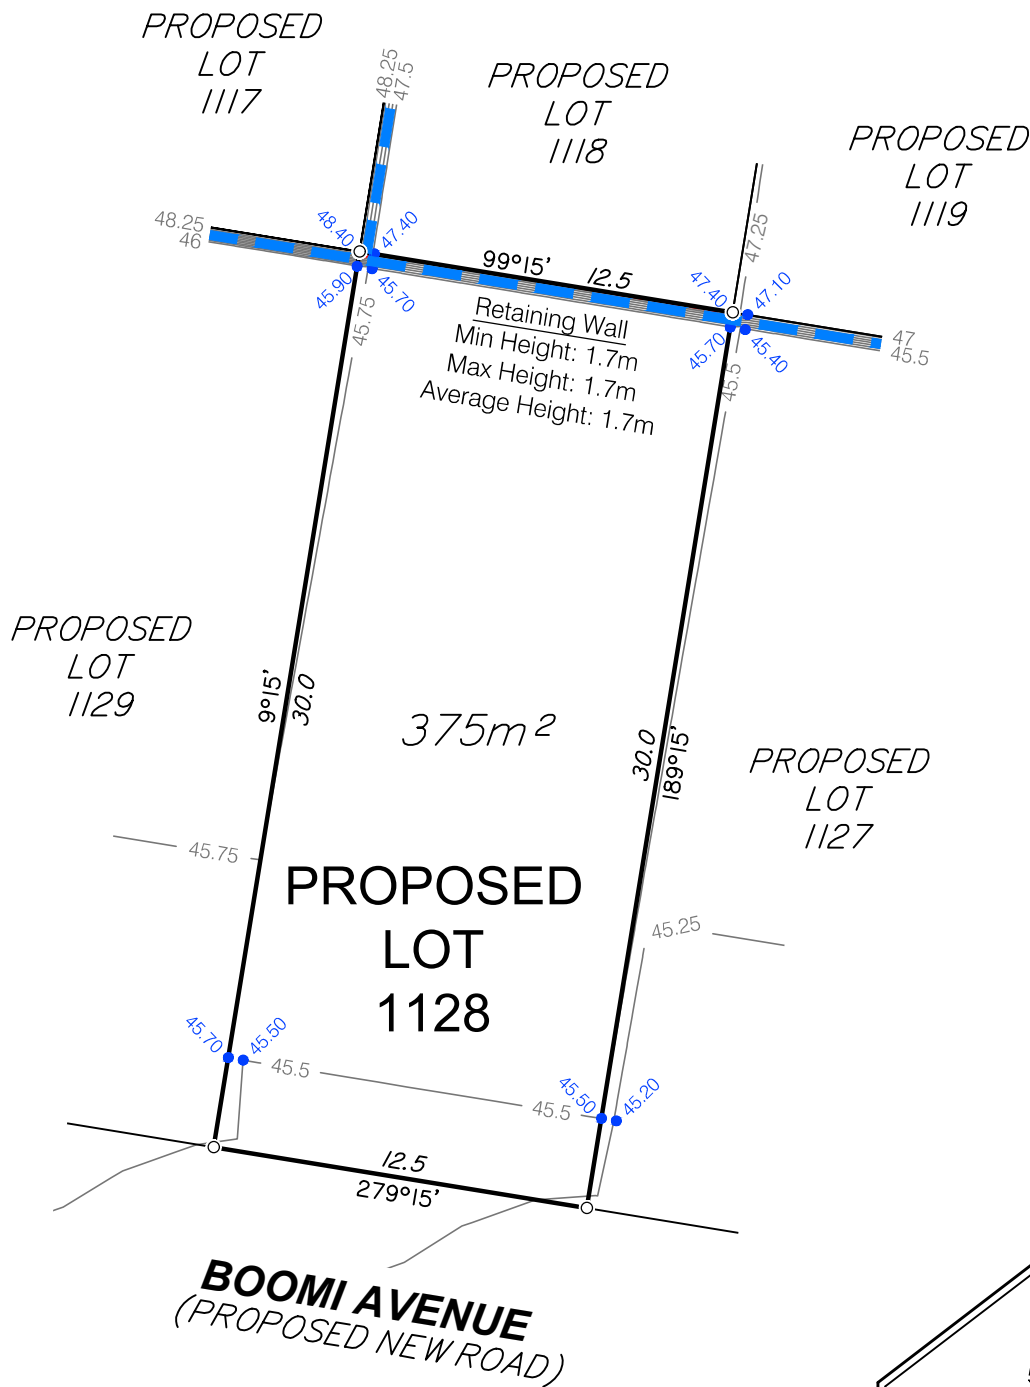 PROPOSED
LOT
1117
48.25
47.5
PROPOSED
LOT
1118
PROPOSED
LOT
1119
48.25
46
48.40
47.40
45.90
45.70
45.75
99°15'
12.5
47.25
47.40
47.10
45.70
45.40
45.5
47
45.5
Retaining Wall
Min Height: 1.7m
Max Height: 1.7m
Average Height: 1.7m
PROPOSED
LOT
1129
9°15'
30.0
375m²
30.0
189°15'
PROPOSED
LOT
1127
45.75
PROPOSED
LOT
1128
45.25
45.70
45.50
45.5
45.5
45.50
45.20
12.5
279°15'
BOOMI AVENUE
(PROPOSED NEW ROAD)